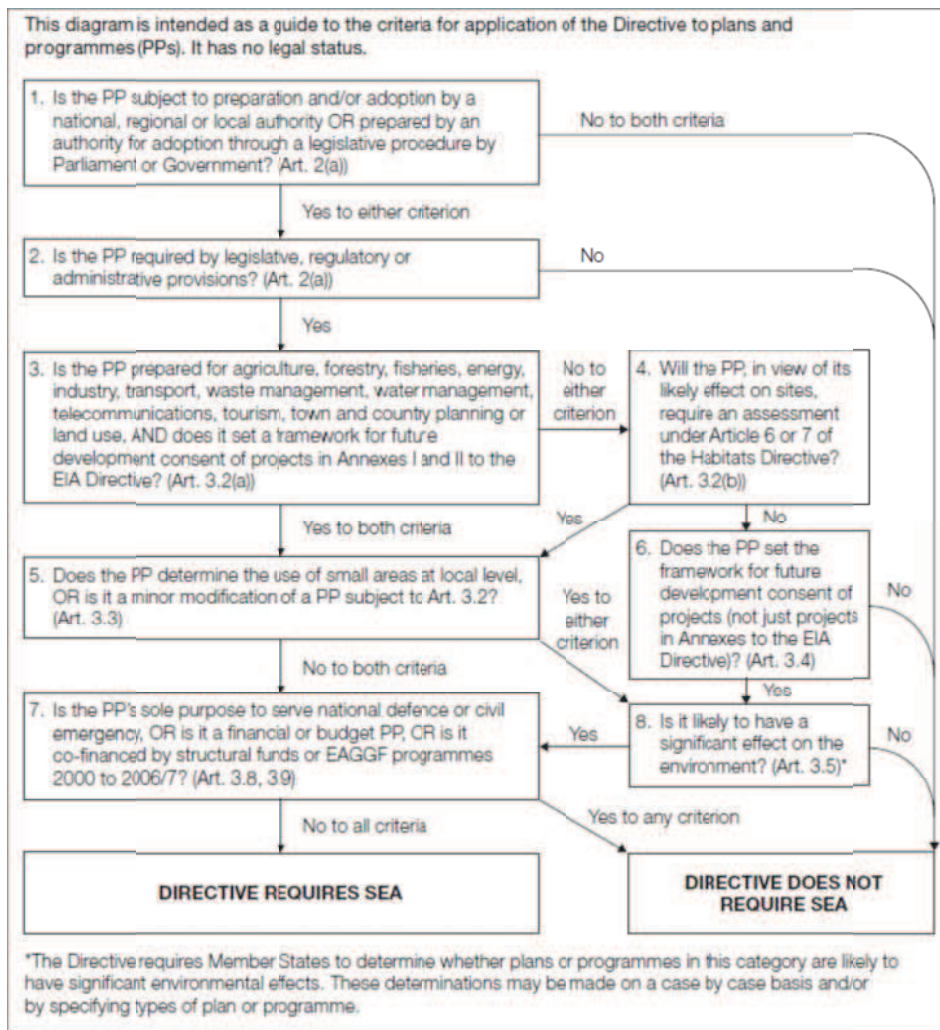 This diagram is intended as a guide to the criteria for application of the Directive to plans and
programmes (PPs). It has no legal status.
1. Is the PP subject to preparation and/or adoption by a
national, regional or local authority OR prepared by an
authority for adoption through a legislative procedure by
Parliament or Government? (Art. 2(a))
No to both criteria
Yes to either criterion
2. Is the PP required by legislative, regulatory or
administrative provisions? (Art. 2(a))
No
Yes
3. Is the PP prepared for agriculture, forestry, fisheries, energy,
industry, transport, waste management, water management,
telecommunications, tourism, town and country planning or
land use, AND does it set a framework for future
development consent of projects in Annexes I and II to the
EIA Directive? (Art. 3.2(a))
No to
either
criterion
4. Will the PP, in view of its
likely effect on sites,
require an assessment
under Article 6 or 7 of
the Habitats Directive?
(Art. 3.2(b))
Yes to both criteria
Yes
No
5. Does the PP determine the use of small areas at local level,
OR is it a minor modification of a PP subject to Art. 3.2?
(Art. 3.3)
Yes to
either
criterion
6. Does the PP set the
framework for future
development consent of
projects (not just projects
in Annexes to the EIA
Directive)? (Art. 3.4)
No
No to both criteria
Yes
7. Is the PP's sole purpose to serve national defence or civil
emergency, OR is it a financial or budget PP, OR is it
co-financed by structural funds or EAGGF programmes
2000 to 2006/7? (Art. 3.8, 3.9)
Yes
8. Is it likely to have a
significant effect on the
environment? (Art. 3.5)*
No
No to all criteria
Yes to any criterion
DIRECTIVE REQUIRES SEA
DIRECTIVE DOES NOT
REQUIRE SEA
*The Directive requires Member States to determine whether plans or programmes in this category are likely to
have significant environmental effects. These determinations may be made on a case by case basis and/or
by specifying types of plan or programme.